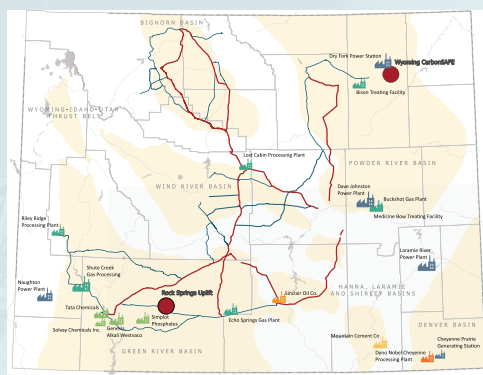 BIGHORN BASIN
Dry Fork Power Station
Wyoming CarbonSAFE
Bison Treating Facility
WYOMING-IDAHO-UTAH
THRUST BELT
Lost Cabin Processing Plant
POWDER RIVER BASIN
WIND RIVER BASIN
Dave Johnston
Power Plant
Buckshot Gas Plant
Medicine Bow Treating Facility
Riley Ridge
Processing Plant
Laramie River
Power Plant
Shute Creek
Gas Processing
Naughton
Power Plant
Rock Springs Uplift
Sinclair Oil Co.
HANNA, LARAMIE
AND SHIRLEY BASINS
Tata Chemicals
Solvay Chemicals Inc.
Genesis
Alkali Westvaco
Simplot
Phosphates
Echo Springs Gas Plant
DENVER BASIN
Mountain Cement Co
Cheyenne Prairie
Generating Station
Dyno Nobel Cheyenne
Processing Plant
GREEN RIVER BASIN